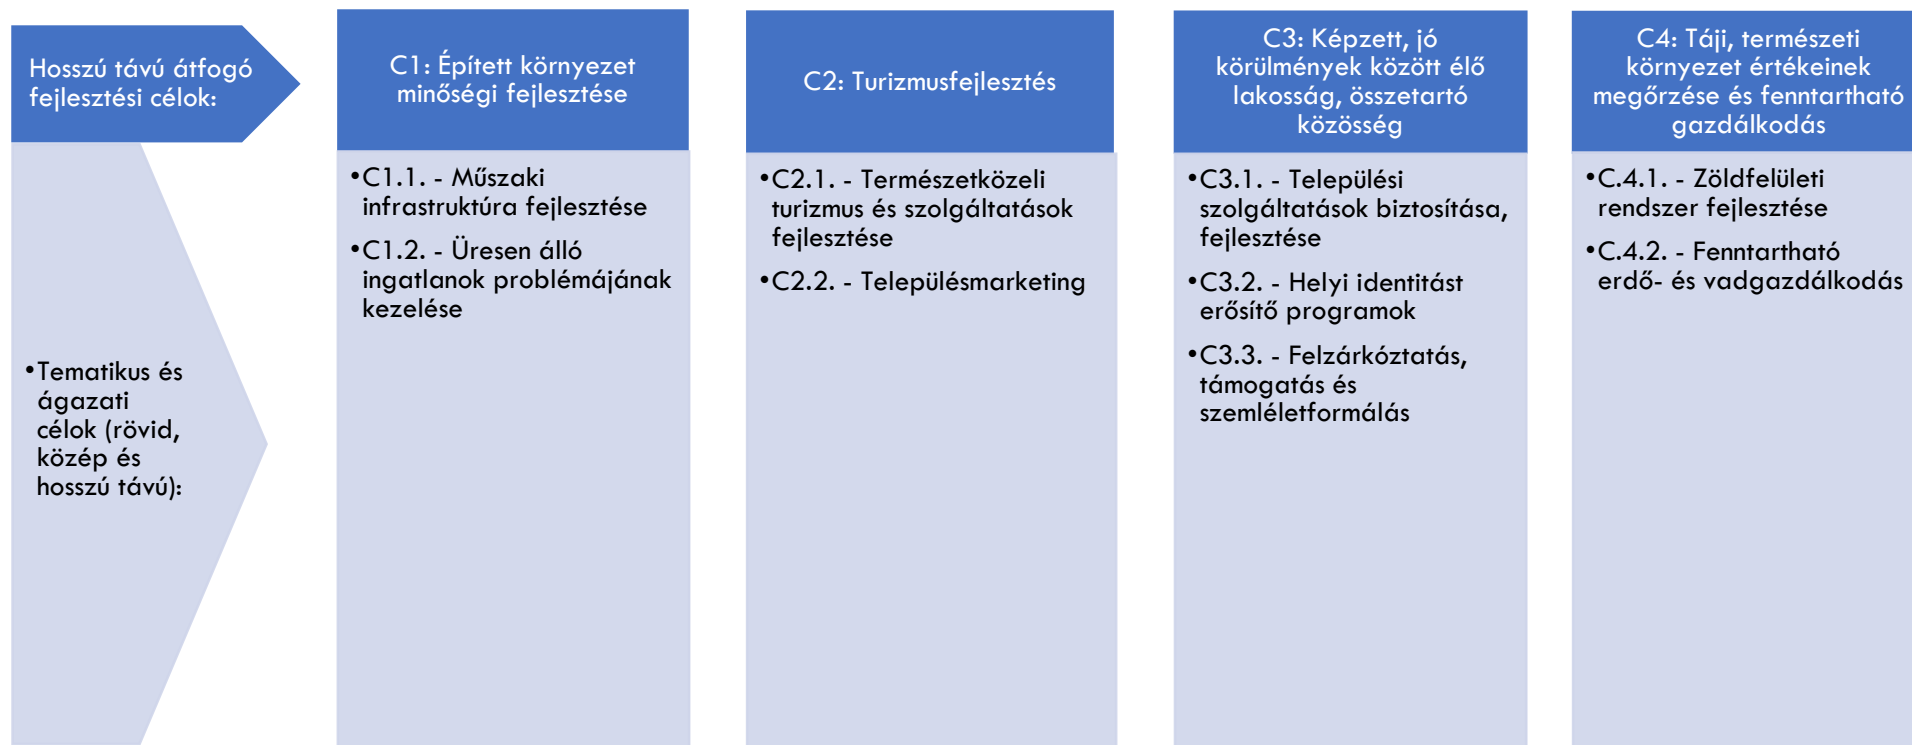 Hosszú távú átfogó
fejlesztési célok:
•Tematikus és
ágazati
célok (rövid,
közép és
hosszú távú):
C1: Épített környezet
minőségi fejlesztése
•C1.1. - Műszaki
infrastruktúra fejlesztése
•C1.2. - Üresen álló
ingatlanok problémájának
kezelése
C2: Turizmusfejlesztés
•C2.1. - Természetközeli
turizmus és szolgáltatások
fejlesztése
•C2.2. - Településmarketing
C3: Képzett, jó
körülmények között élő
lakosság, összetartó
közösség
•C3.1. - Települési
szolgáltatások biztosítása,
fejlesztése
•C3.2. - Helyi identitást
erősítő programok
•C3.3. - Felzárkóztatás,
támogatás és
szemléletformálás
C4: Táji, természeti
környezet értékeinek
megőrzése és fenntartható
gazdálkodás
•C.4.1. - Zöldfelületi
rendszer fejlesztése
•C.4.2. - Fenntartható
erdő- és vadgazdálkodás